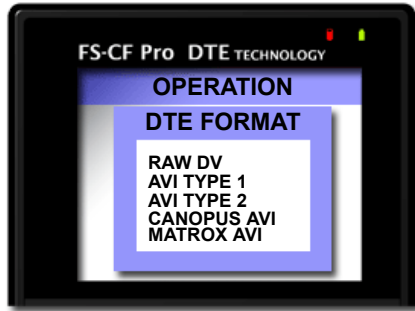 FS-CF Pro DTE TECHNOLOGY
OPERATION
DTE FORMAT
RAW DV
AVI TYPE 1
AVI TYPE 2
CANOPUS AVI
MATROX AVI